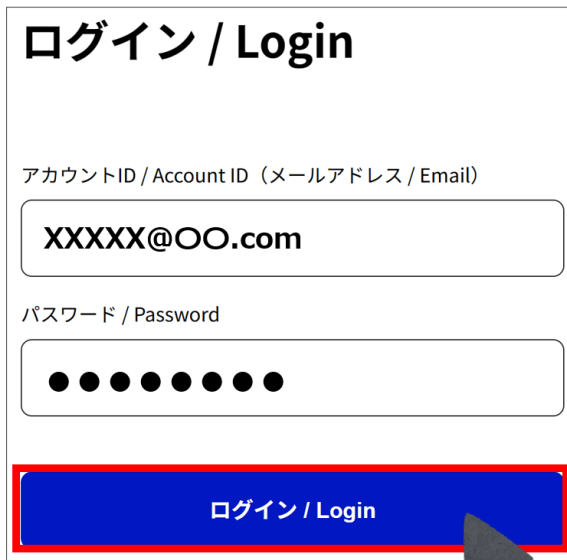 ログイン / Login
アカウントID / Account ID（メールアドレス / Email）
XXXXX@〇〇.com
パスワード / Password
●●●●●●●●
ログイン / Login